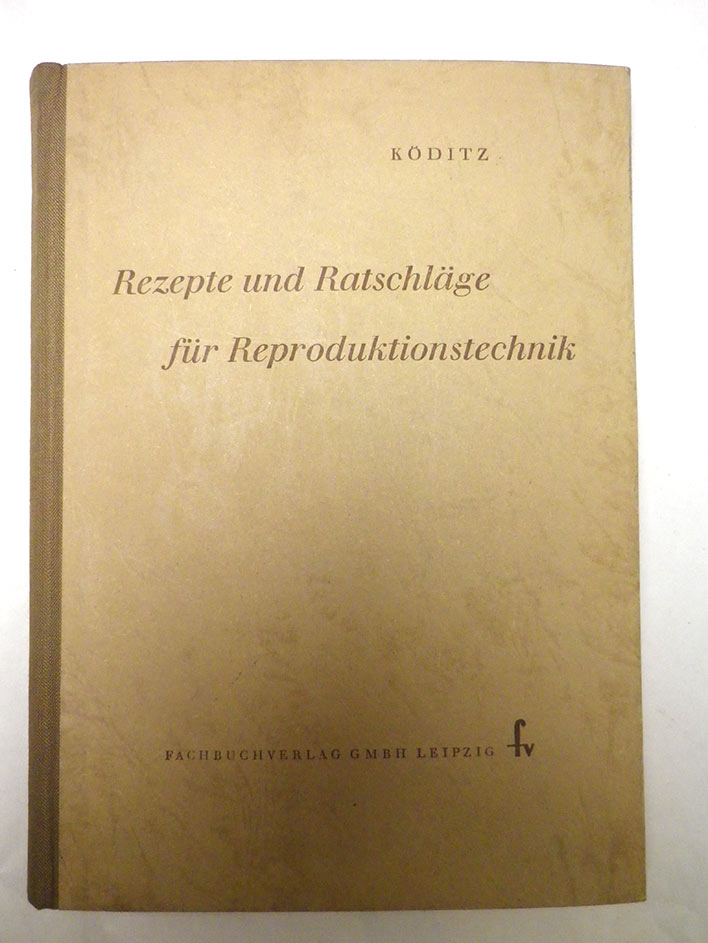 KÖDITZ
Rezepte und Ratschläge
für Reproduktionstechnik
FACHBUCHVERLAG GMBH LEIPZIG fv